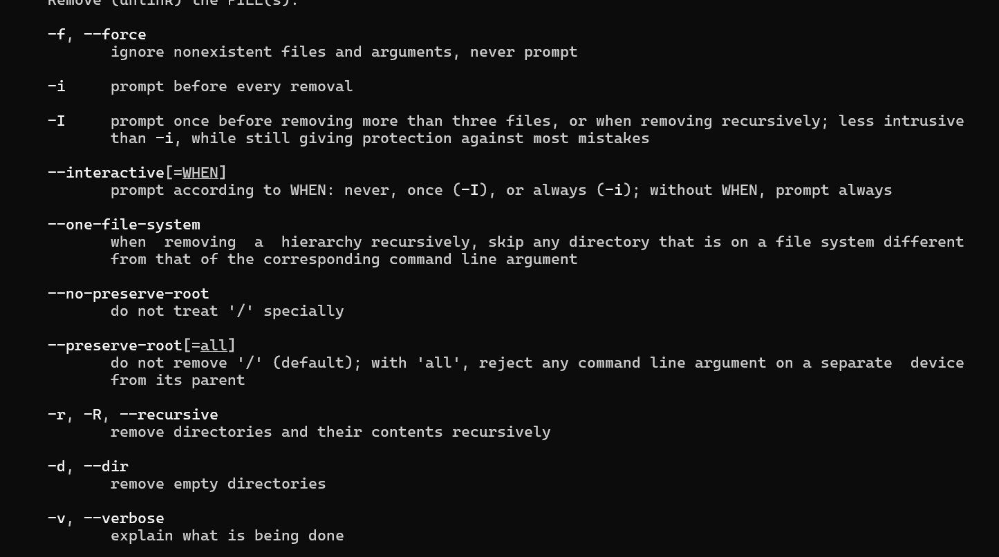 Remove (unlink) the FILE(s).
-f, --force
ignore nonexistent files and arguments, never prompt
-i prompt before every removal
-I prompt once before removing more than three files, or when removing recursively; less intrusive
than -i, while still giving protection against most mistakes
--interactive[=WHEN]
prompt according to WHEN: never, once (-I), or always (-i); without WHEN, prompt always
--one-file-system
when  removing  a  hierarchy recursively, skip any directory that is on a file system different
from that of the corresponding command line argument
--no-preserve-root
do not treat '/' specially
--preserve-root[=all]
do not remove '/' (default); with 'all', reject any command line argument on a separate  device
from its parent
-r, -R, --recursive
remove directories and their contents recursively
-d, --dir
remove empty directories
-v, --verbose
explain what is being done